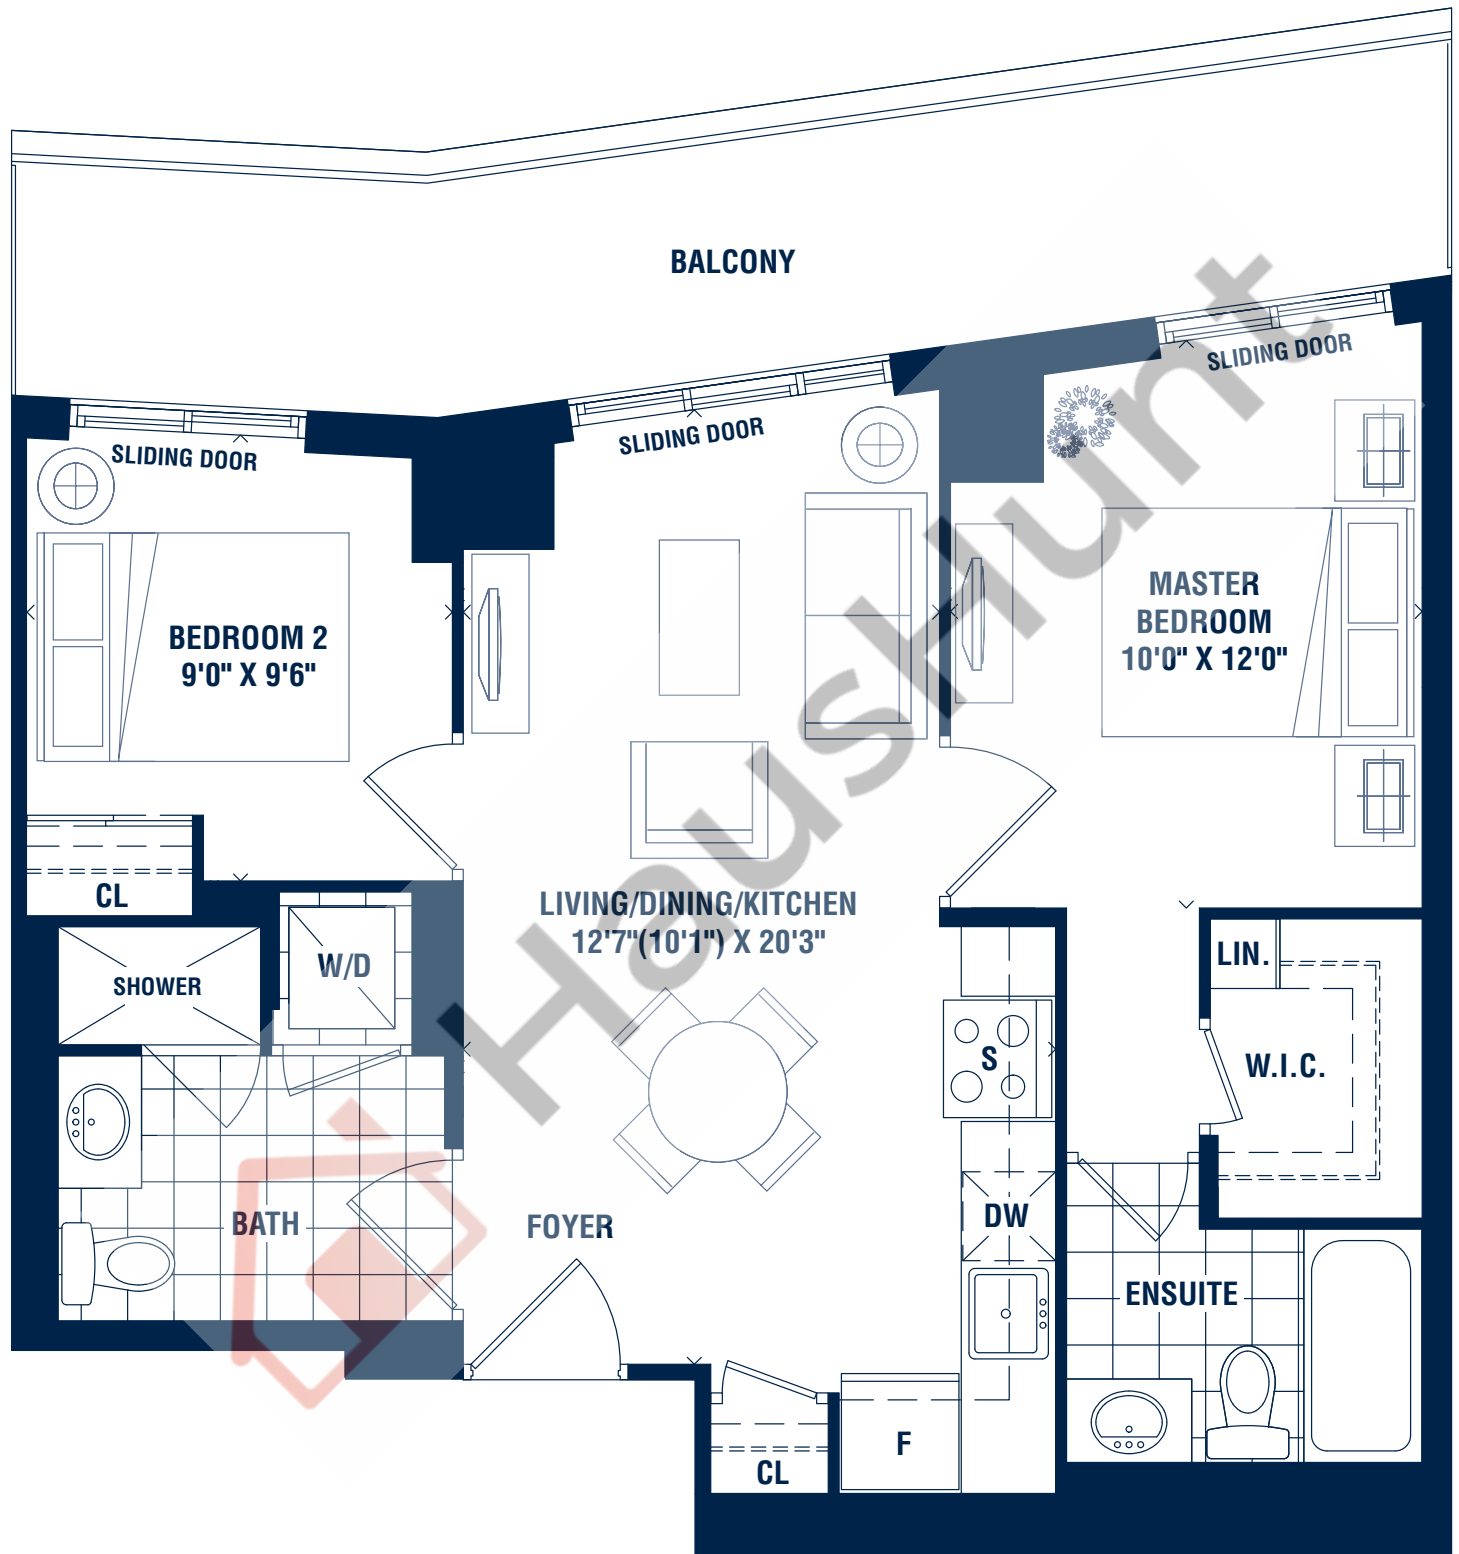 BALCONY
SLIDING DOOR
SLIDING DOOR
SLIDING DOOR
MASTER
BEDROOM
10'0" X 12'0"
BEDROOM 2
9'0" X 9'6"
CL
LIVING/DINING/KITCHEN
12'7"(10'1") X 20'3"
W/D
SHOWER
LIN.
S
W.I.C.
BATH
FOYER
DW
ENSUITE
F
CL
HausHunt